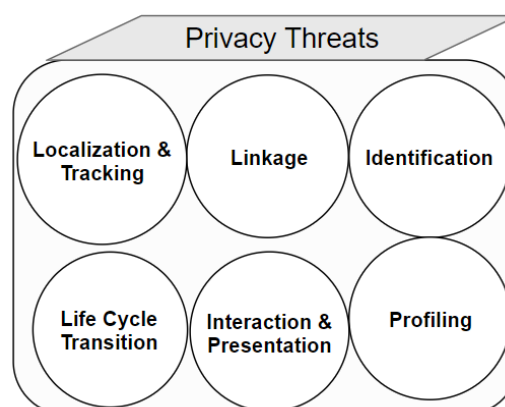 Privacy Threats
Localization &
Tracking
Linkage
Identification
Life Cycle
Transition
Interaction &
Presentation
Profiling